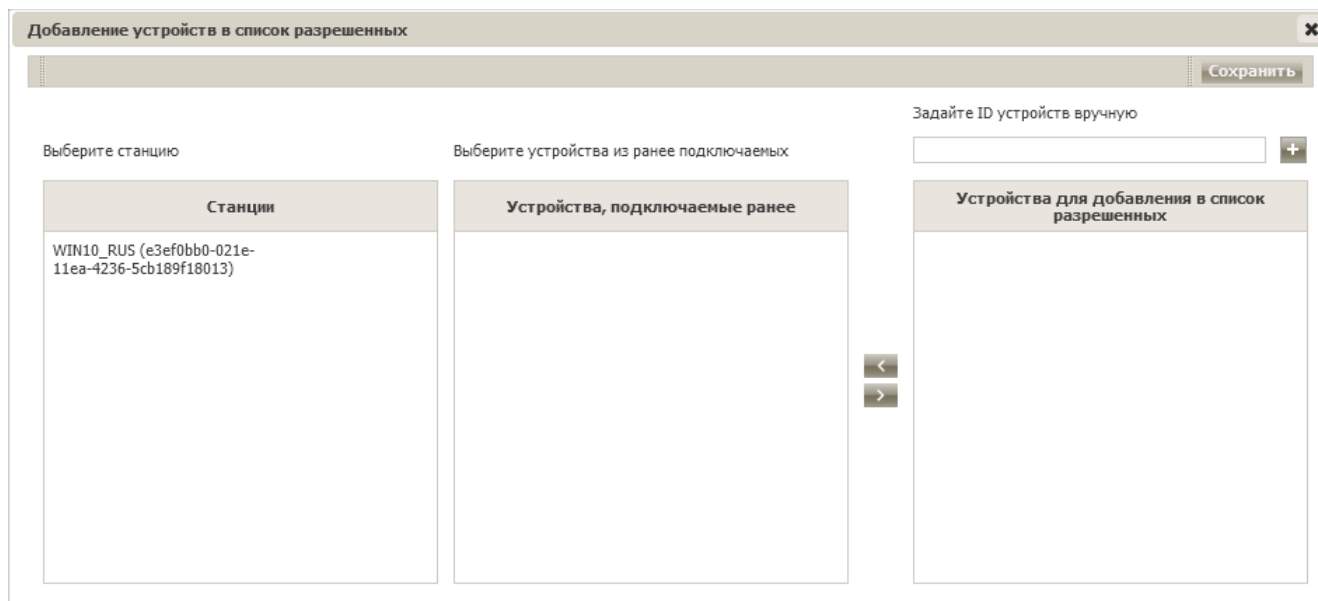 Добавление устройств в список разрешенных
Сохранить
Задайте ID устройств вручную
Выберите станцию
Выберите устройства из ранее подключаемых
Станции
Устройства, подключаемые ранее
Устройства для добавления в список
разрешенных
WIN10_RUS (e3ef0bb0-021e-
11ea-4236-5cb189f18013)